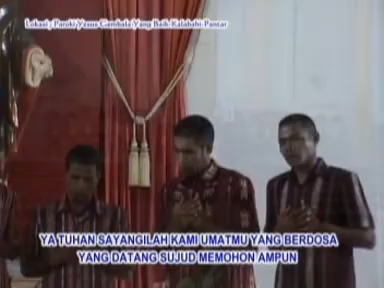 Lokasi : Paroki Yesus Gembala Yang Baik Kalabahi-Pantar
YA TUHAN SAYANGILAH KAMI UMATMU YANG BERDOSA
YANG DATANG SUJUD MEMOHON AMPUN